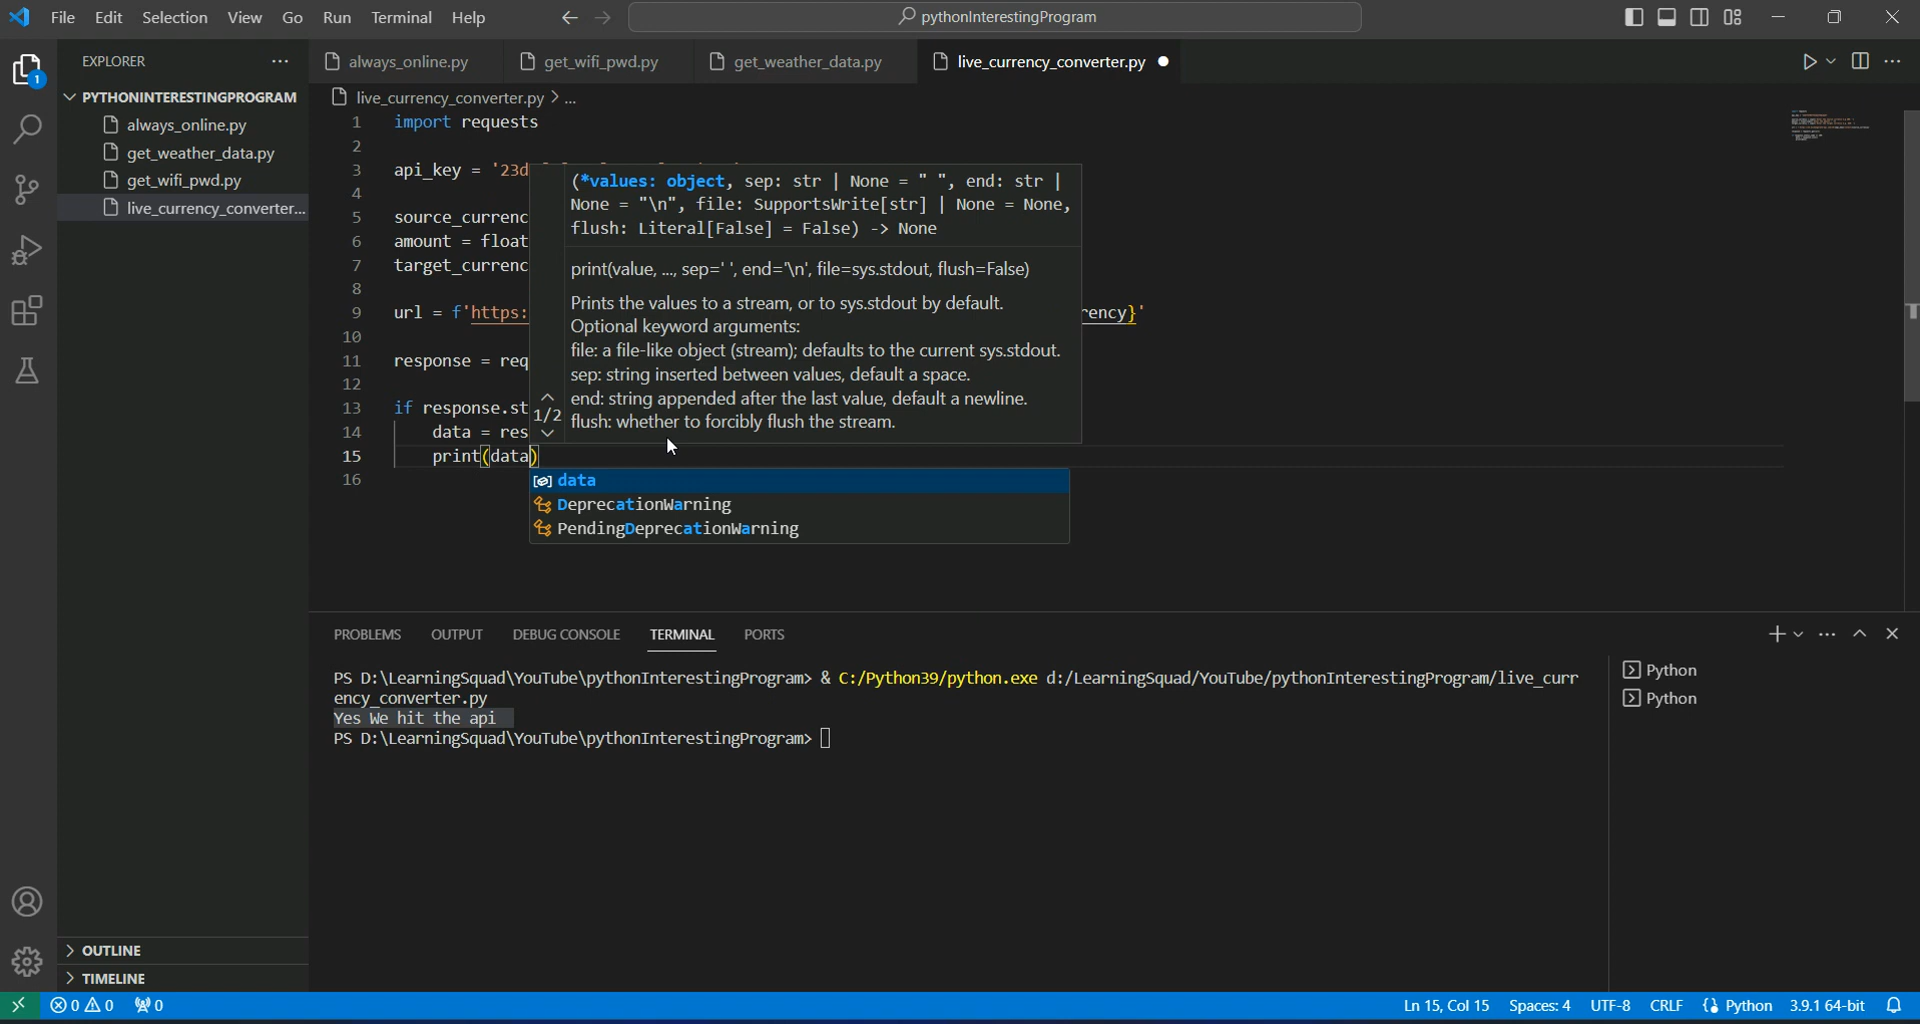 File Edit Selection View Go Run Terminal Help
pythonInterestingProgram
EXPLORER
PYTHONINTERESTINGPROGRAM
always_online.py
get_weather_data.py
get_wifi_pwd.py
live_currency_converter...
OUTLINE
TIMELINE
always_online.py get_wifi_pwd.py get_weather_data.py live_currency_converter.py
live_currency_converter.py > ...
1 import requests
2
3 api_key = '23d
4
5 source_currenc
6 amount = float
7 target_currenc
8
9 url = f'https: rency}'
10
11 response = req
12
13 if response.st
14 data = res
15 print(data)
16
(*values: object, sep: str | None = " ", end: str |
None = "\n", file: SupportsWrite[str] | None = None,
flush: Literal[False] = False) -> None
print(value, ..., sep=' ', end='\n', file=sys.stdout, flush=False)
Prints the values to a stream, or to sys.stdout by default.
Optional keyword arguments:
file: a file-like object (stream); defaults to the current sys.stdout.
sep: string inserted between values, default a space.
end: string appended after the last value, default a newline.
flush: whether to forcibly flush the stream.
1/2
data
DeprecationWarning
PendingDeprecationWarning
PROBLEMS OUTPUT DEBUG CONSOLE TERMINAL PORTS
PS D:\LearningSquad\YouTube\pythonInterestingProgram> & C:/Python39/python.exe d:/LearningSquad/YouTube/pythonInterestingProgram/live_curr
ency_converter.py
Yes We hit the api
PS D:\LearningSquad\YouTube\pythonInterestingProgram>
Python
Python
1
0 0 0 Ln 15, Col 15 Spaces: 4 UTF-8 CRLF Python 3.9.1 64-bit